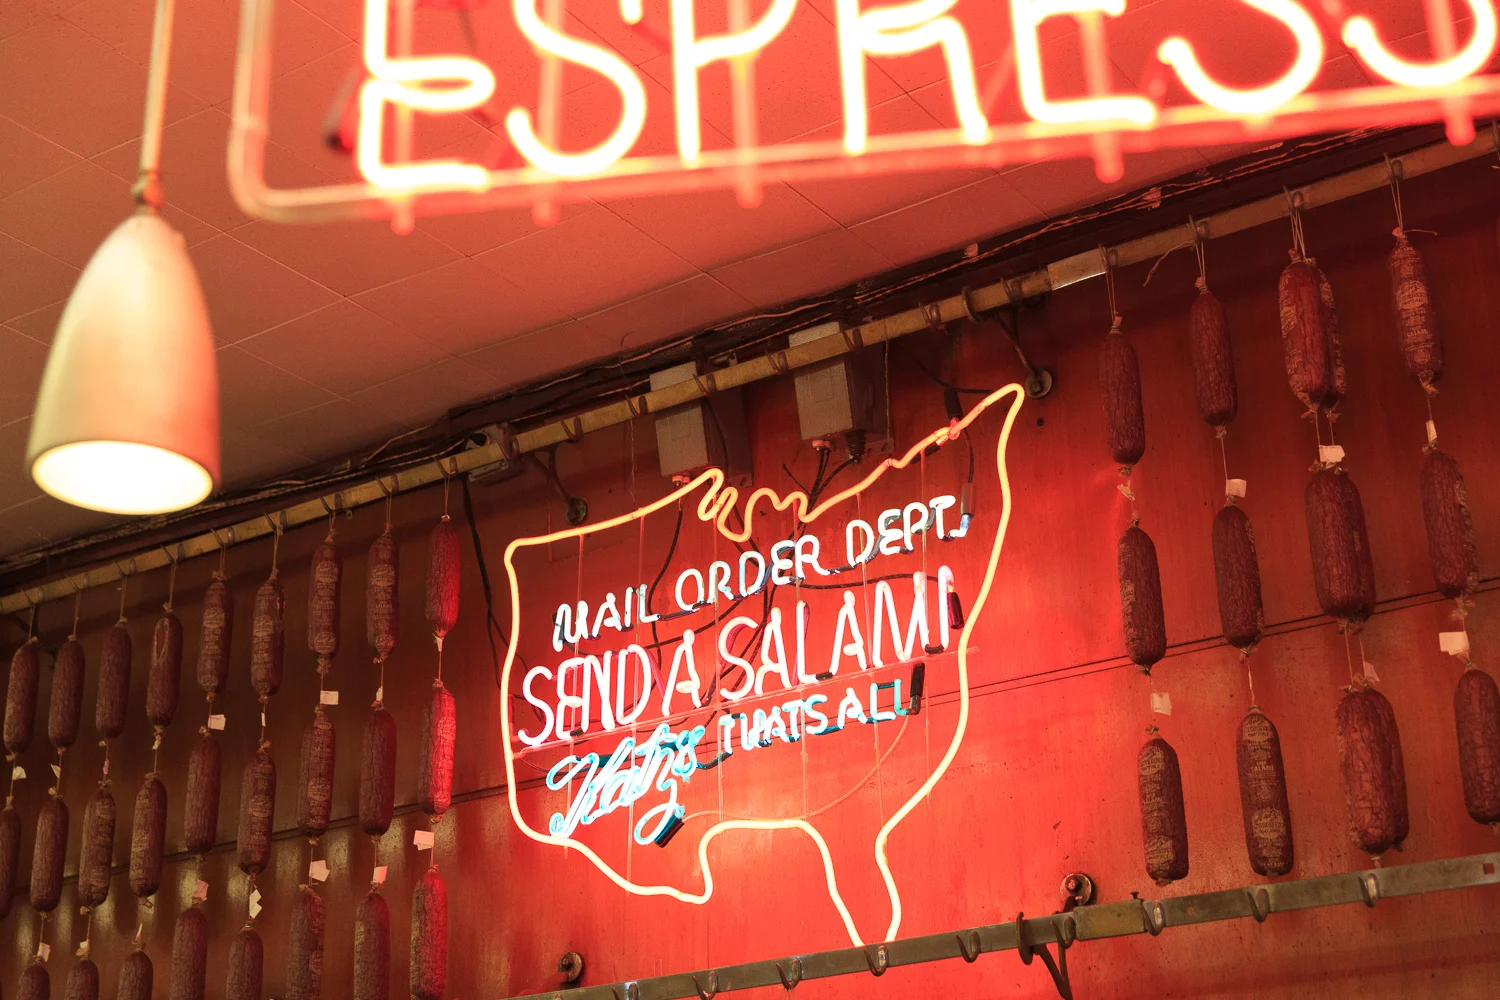 ESPRESS
MAIL ORDER DEPT.
SEND A SALAMI
Katz's THATS ALL